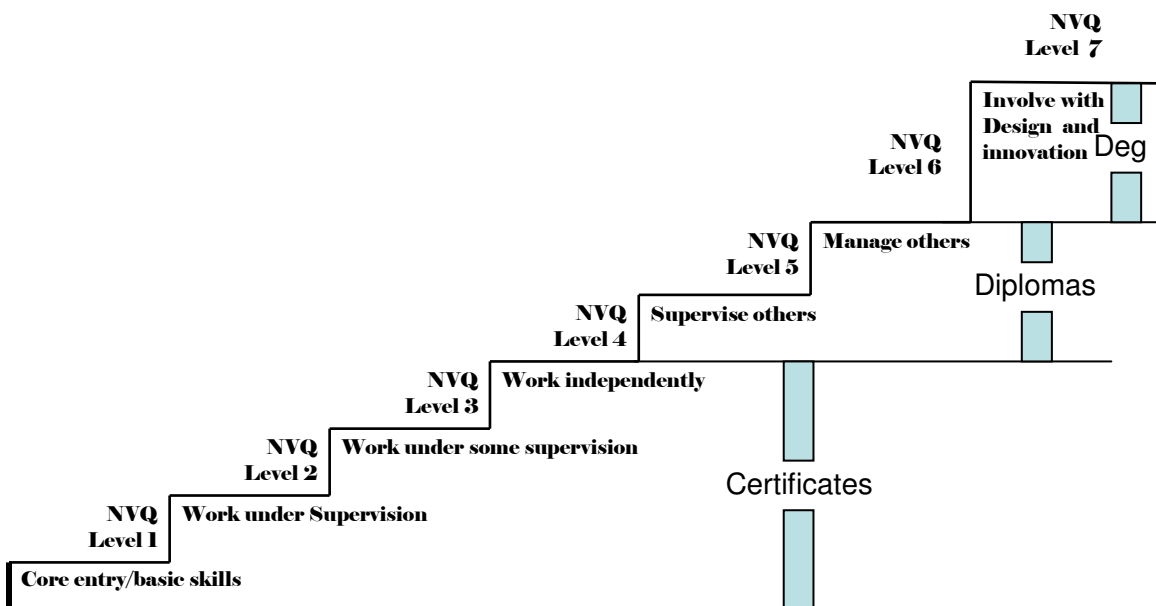 NVQ
Level 7
Involve with
Design and
innovation
Deg
NVQ
Level 6
Manage others
NVQ
Level 5
Diplomas
Supervise others
NVQ
Level 4
Work independently
NVQ
Level 3
Work under some supervision
NVQ
Level 2
Certificates
Work under Supervision
NVQ
Level 1
Core entry/basic skills